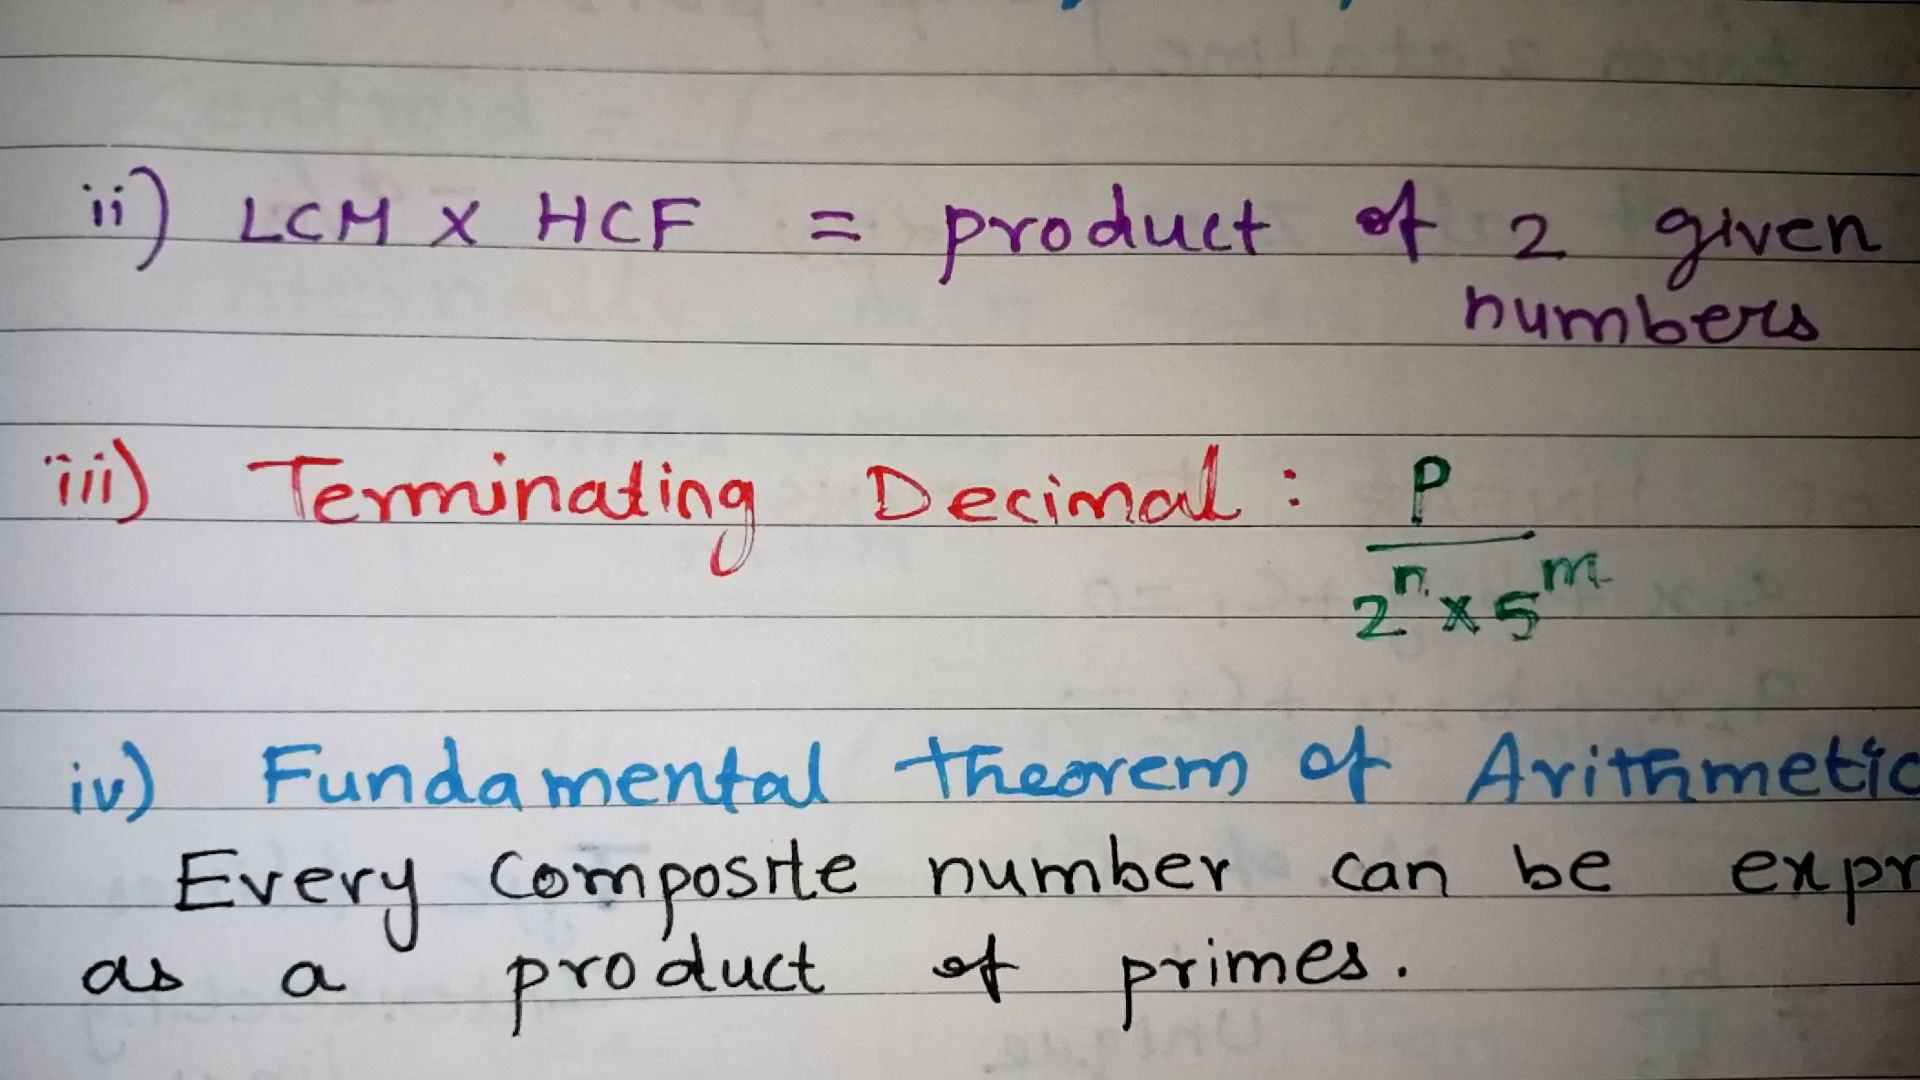 ii) LCM X HCF = product of 2 given
numbers
iii) Terminating Decimal : P
2ⁿ x 5ᵐ
iv) Fundamental theorem of Arithmetic
Every composite number can be expr
as a product of primes.